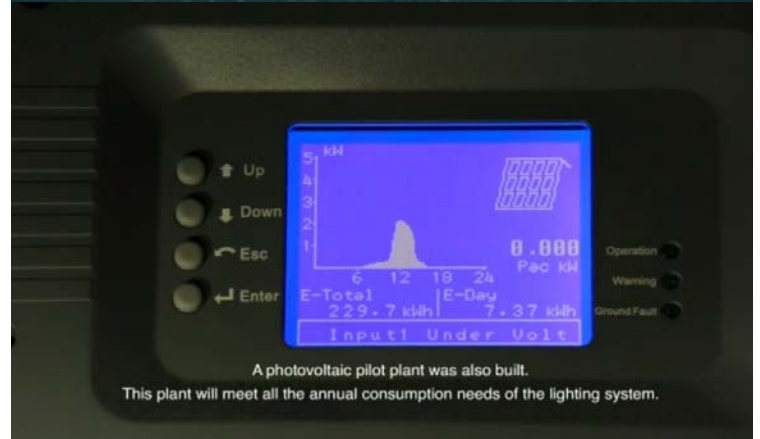 Up
Down
Esc
Enter
kW
5
4
3
2
1
6 12 18 24
0.000
Pac kW
E-Total E-Day
229.7 kWh 7.37 kWh
Input1 Under Volt
Operation
Warning
Ground Fault
A photovoltaic pilot plant was also built.
This plant will meet all the annual consumption needs of the lighting system.